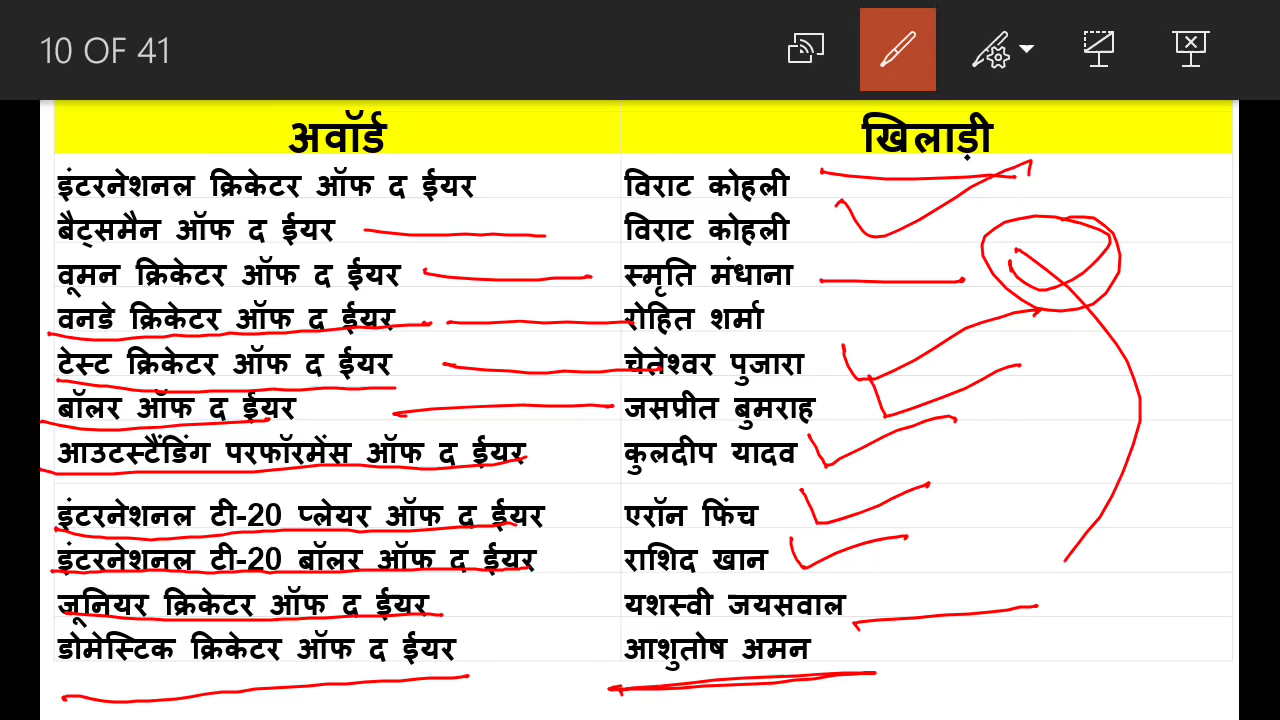 10 OF 41
अवॉर्ड खिलाड़ी
इंटरनेशनल क्रिकेटर ऑफ द ईयर विराट कोहली
बैट्समैन ऑफ द ईयर विराट कोहली
वूमन क्रिकेटर ऑफ द ईयर स्मृति मंधाना
वनडे क्रिकेटर ऑफ द ईयर रोहित शर्मा
टेस्ट क्रिकेटर ऑफ द ईयर चेतेश्वर पुजारा
बॉलर ऑफ द ईयर जसप्रीत बुमराह
आउटस्टैंडिंग परफॉरमेंस ऑफ द ईयर कुलदीप यादव
इंटरनेशनल टी-20 प्लेयर ऑफ द ईयर एरॉन फिंच
इंटरनेशनल टी-20 बॉलर ऑफ द ईयर राशिद खान
जूनियर क्रिकेटर ऑफ द ईयर यशस्वी जयसवाल
डोमेस्टिक क्रिकेटर ऑफ द ईयर आशुतोष अमन